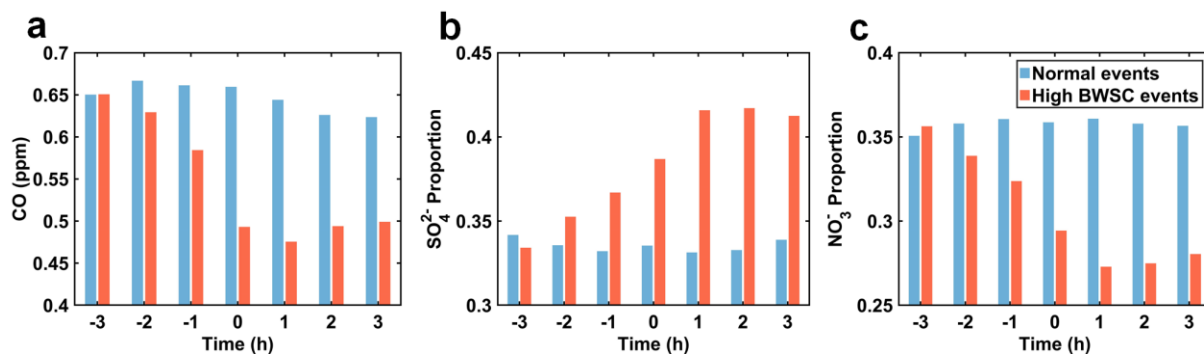 a
CO (ppm)
0.7
0.65
0.6
0.55
0.5
0.45
0.4
-3 -2 -1 0 1 2 3
Time (h)
b
SO₄²⁻ Proportion
0.45
0.4
0.35
0.3
-3 -2 -1 0 1 2 3
Time (h)
c
NO₃⁻ Proportion
0.4
0.35
0.3
0.25
Normal events
High BWSC events
-3 -2 -1 0 1 2 3
Time (h)